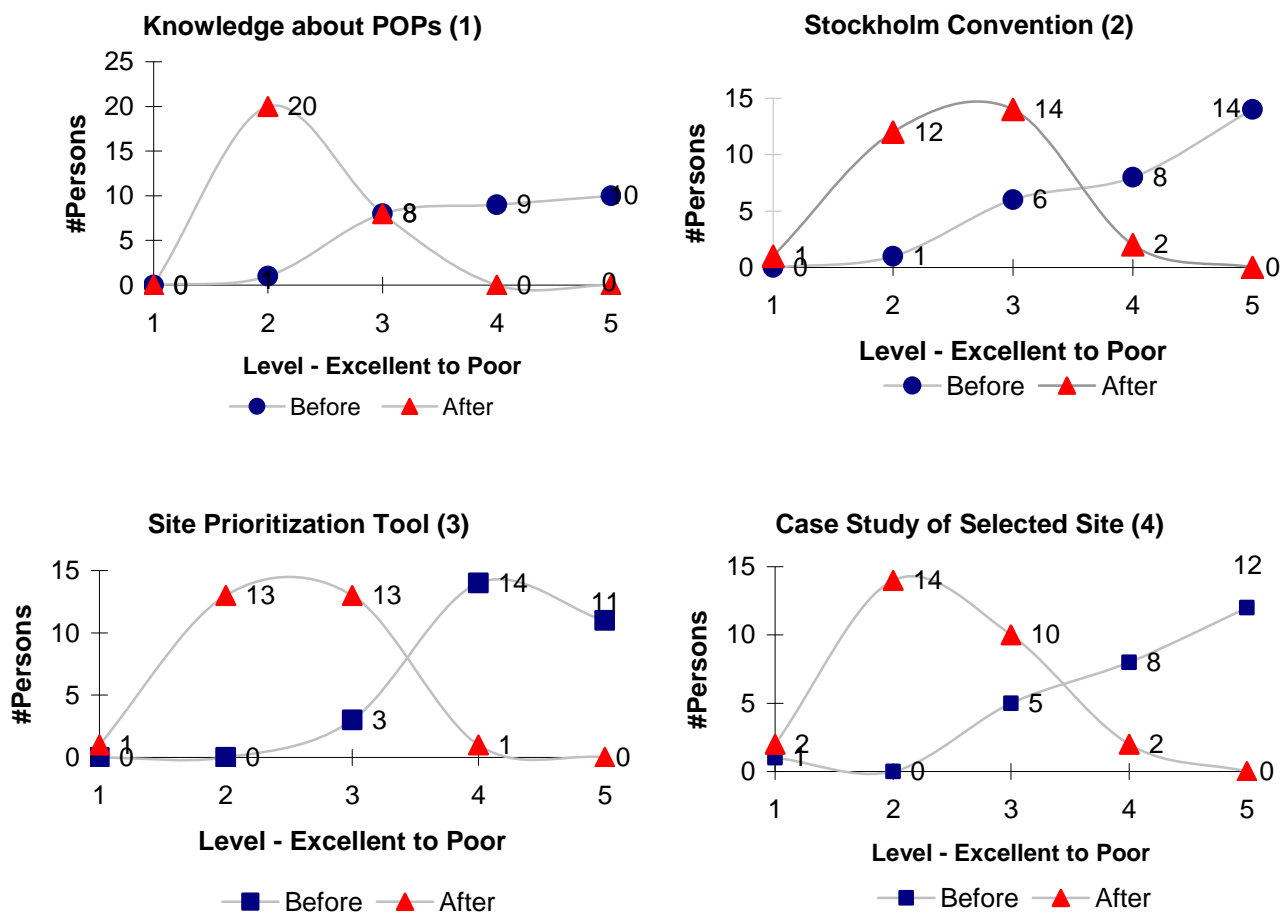 Knowledge about POPs (1)
25
20
15
10
5
0
#Persons
20
8
8
9
10
0
0
1
0
0
1 2 3 4 5
Level - Excellent to Poor
Before After
Stockholm Convention (2)
15
10
5
0
#Persons
12
14
14
6
8
1
0
1
2
0
1 2 3 4 5
Level - Excellent to Poor
Before After
Site Prioritization Tool (3)
15
10
5
0
#Persons
13
13
14
11
3
1
0
0
1
0
1 2 3 4 5
Level - Excellent to Poor
Before After
Case Study of Selected Site (4)
15
10
5
0
#Persons
12
14
10
8
5
2
1
0
2
0
1 2 3 4 5
Level - Excellent to Poor
Before After